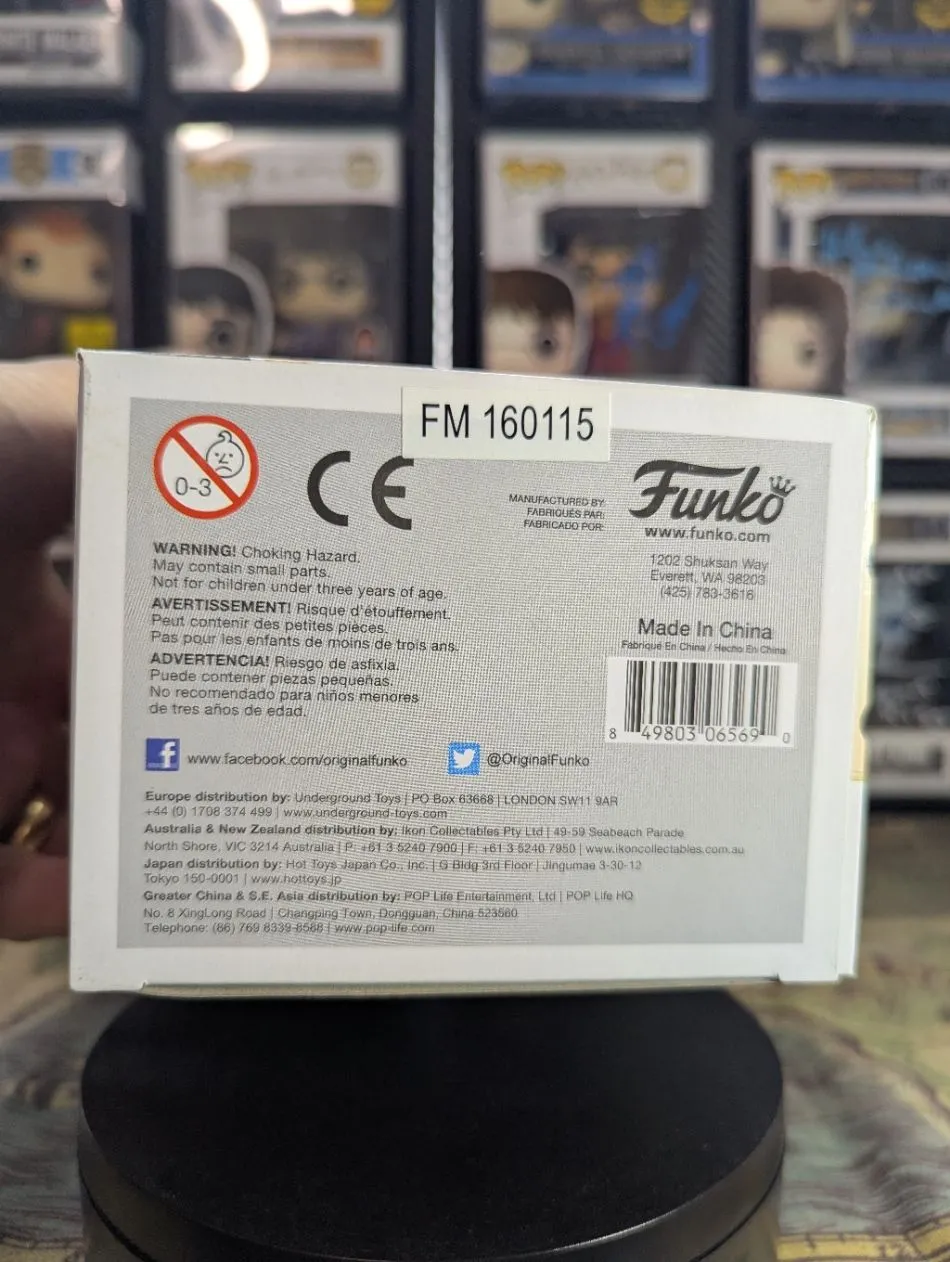 FM 160115
0-3
CE
MANUFACTURED BY:
FABRIQUÉS PAR:
FABRICADO POR:
Funko
www.funko.com
1202 Shuksan Way
Everett, WA 98203
(425) 783-3616
Made In China
Fabriqué En China / Hecho En China
8 49803 06569 0
WARNING! Choking Hazard.
May contain small parts.
Not for children under three years of age.
AVERTISSEMENT! Risque d'étouffement.
Peut contenir des petites pièces.
Pas pour les enfants de moins de trois ans.
ADVERTENCIA! Riesgo de asfixia.
Puede contener piezas pequeñas.
No recomendado para niños menores
de tres años de edad.
www.facebook.com/originalfunko
@OriginalFunko
Europe distribution by: Underground Toys | PO Box 63668 | LONDON SW11 9AR
+44 (0) 1708 374 499 | www.underground-toys.com
Australia & New Zealand distribution by: Ikon Collectables Pty Ltd | 49-59 Seabeach Parade
North Shore, VIC 3214 Australia | P: +61 3 5240 7900 | F: +61 3 5240 7950 | www.ikoncollectables.com.au
Japan distribution by: Hot Toys Japan Co., Inc. | G Bldg 3rd Floor | Jingumae 3-30-12
Tokyo 150-0001 | www.hottoys.jp
Greater China & S.E. Asia distribution by: POP Life Entertainment, Ltd | POP Life HQ
No. 8 XingLong Road | Changping Town, Dongguan, China 523560
Telephone: (86) 769 8339-8588 | www.pop-life.com